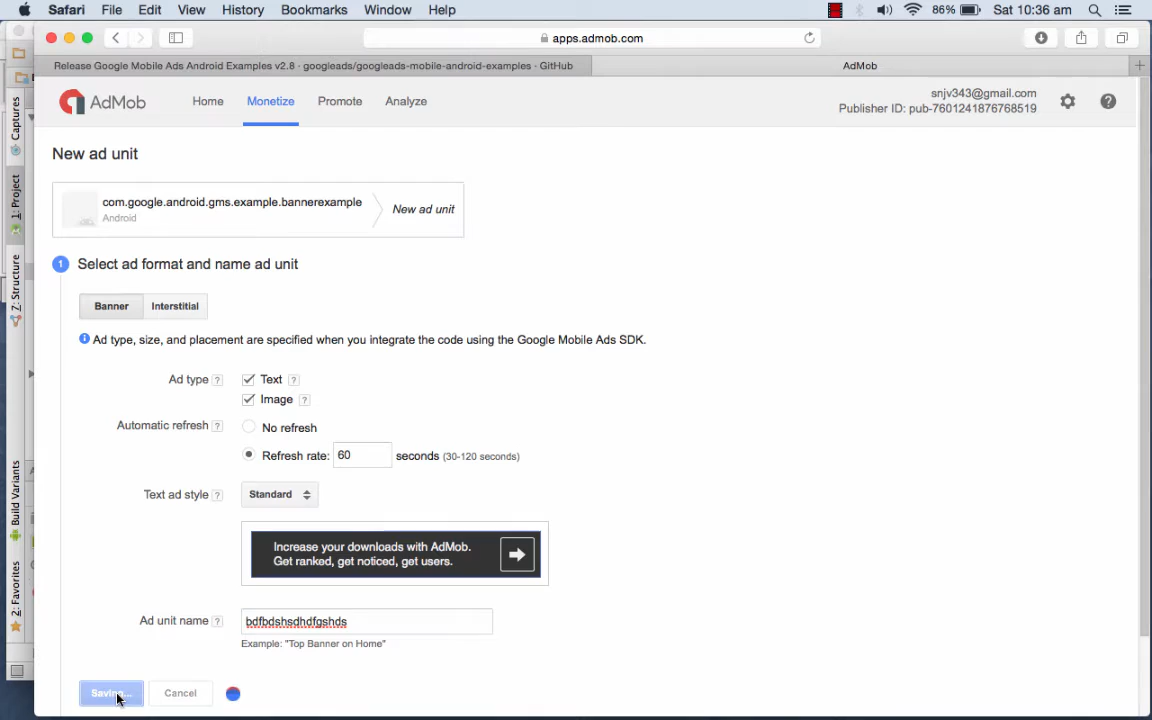 Safari File Edit View History Bookmarks Window Help 86% Sat 10:36 am
apps.admob.com
Release Google Mobile Ads Android Examples v2.8 · googleads/googleads-mobile-android-examples · GitHub
AdMob
AdMob Home Monetize Promote Analyze
snjv343@gmail.com
Publisher ID: pub-7601241876768519
Captures
1: Project
7: Structure
Build Variants
2: Favorites
New ad unit
com.google.android.gms.example.bannerexample
Android
New ad unit
1 Select ad format and name ad unit
Banner Interstitial
Ad type, size, and placement are specified when you integrate the code using the Google Mobile Ads SDK.
Ad type ? Text ?
Image ?
Automatic refresh ? No refresh
Refresh rate: 60 seconds (30-120 seconds)
Text ad style ? Standard
Increase your downloads with AdMob.
Get ranked, get noticed, get users.
Ad unit name ? bdfbdshsdhdfgshds
Example: "Top Banner on Home"
Saving... Cancel